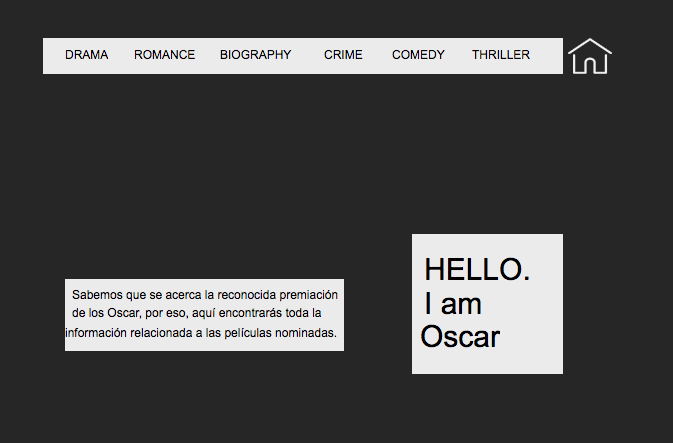 DRAMA ROMANCE BIOGRAPHY CRIME COMEDY THRILLER
Sabemos que se acerca la reconocida premiación
de los Oscar, por eso, aquí encontrarás toda la
información relacionada a las películas nominadas.
HELLO.
I am
Oscar